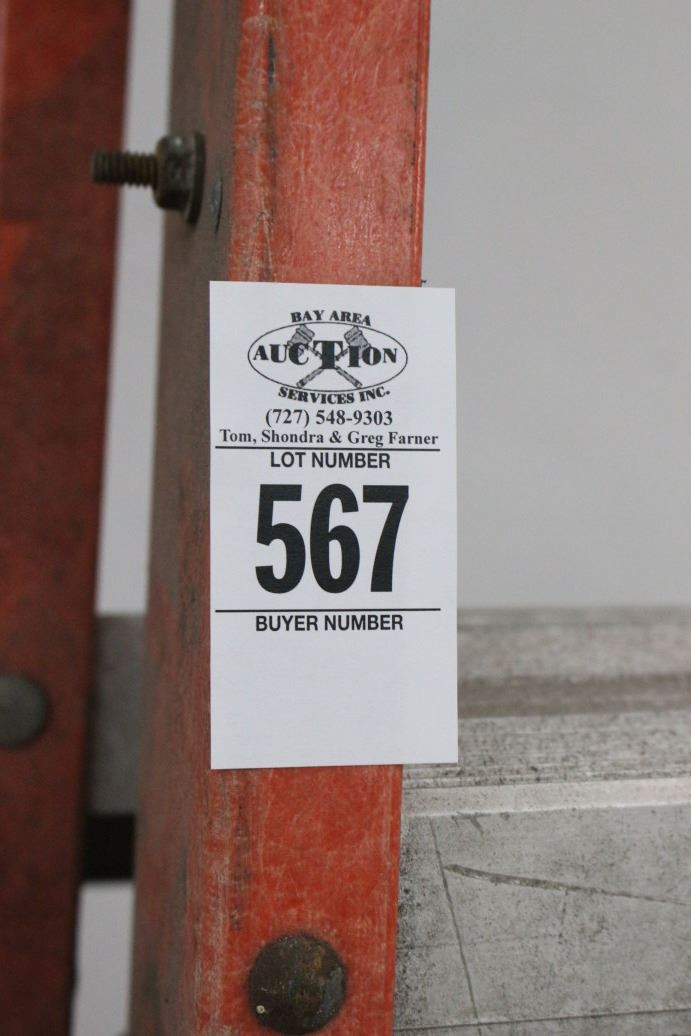 BAY AREA
AUCTION
SERVICES INC.
(727) 548-9303
Tom, Shondra & Greg Farner
LOT NUMBER
567
BUYER NUMBER